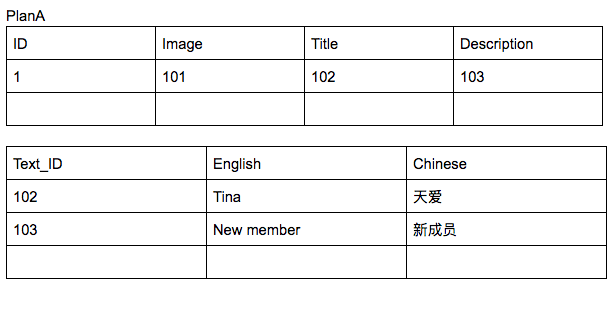 PlanA
ID Image Title Description
1 101 102 103
Text_ID English Chinese
102 Tina 天爱
103 New member 新成员